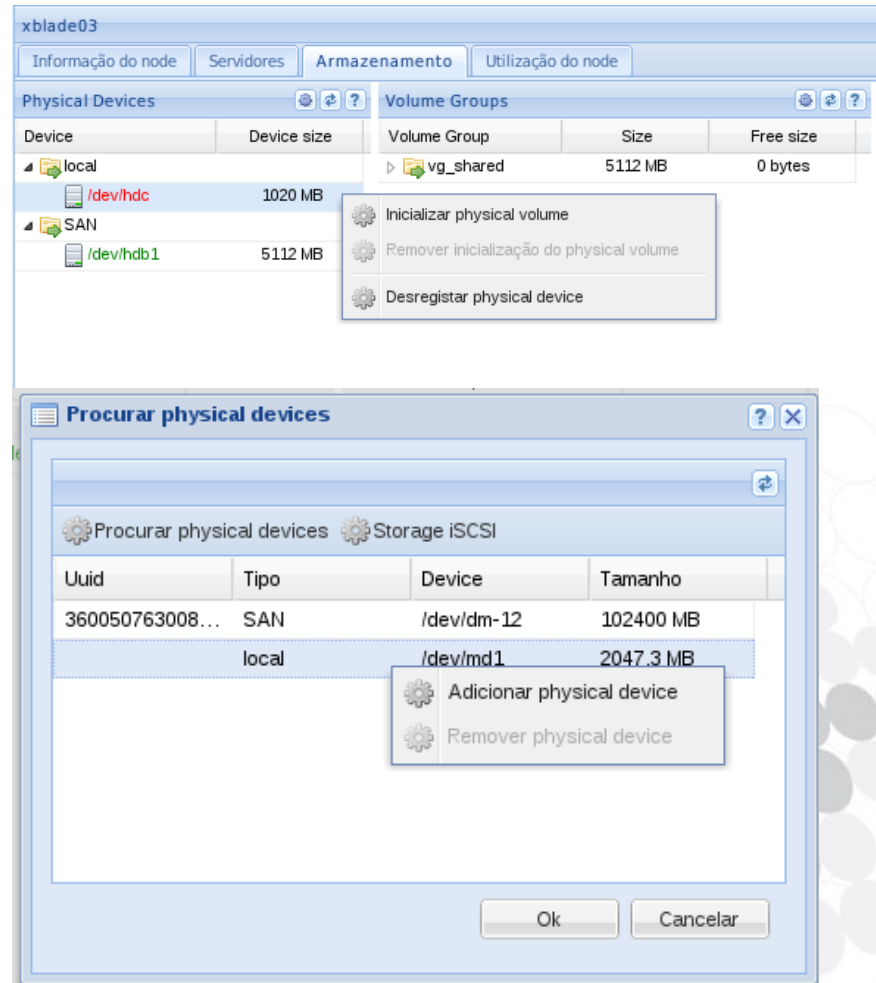 xblade03
Informação do node Servidores Armazenamento Utilização do node
Physical Devices ? Volume Groups ?
Device Device size Volume Group Size Free size
local vg_shared 5112 MB 0 bytes
/dev/hdc 1020 MB
Inicializar physical volume
SAN
Remover inicialização do physical volume
/dev/hdb1 5112 MB
Desregistar physical device
Procurar physical devices ?
Procurar physical devices Storage iSCSI
Uuid Tipo Device Tamanho
360050763008... SAN /dev/dm-12 102400 MB
local /dev/md1 2047.3 MB
Adicionar physical device
Remover physical device
Ok Cancelar